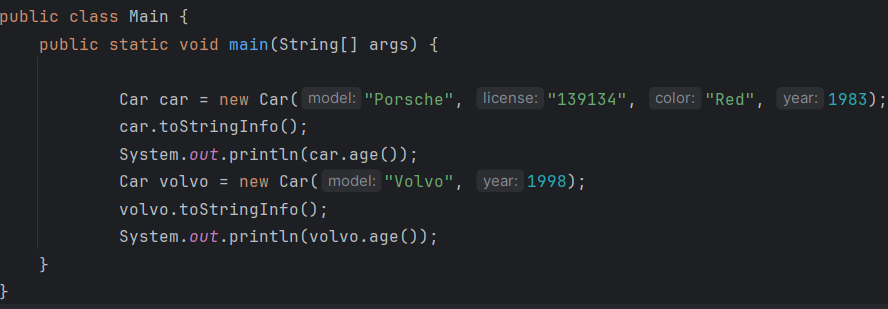 public class Main {
public static void main(String[] args) {
Car car = new Car( model: "Porsche", license: "139134", color: "Red", year: 1983);
car.toStringInfo();
System.out.println(car.age());
Car volvo = new Car( model: "Volvo", year: 1998);
volvo.toStringInfo();
System.out.println(volvo.age());
}
}